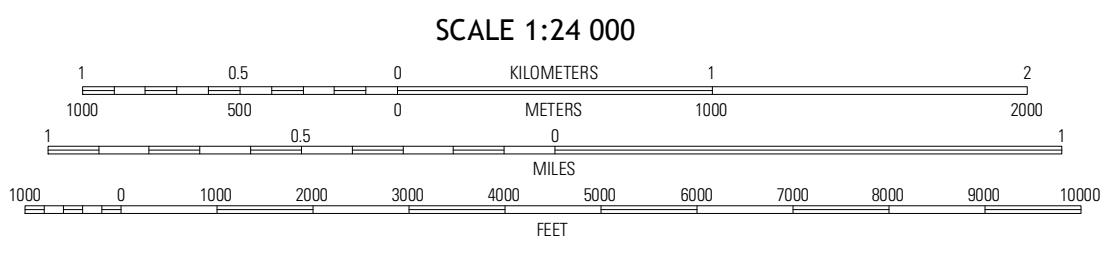 SCALE 1:24 000
1 0.5 0 KILOMETERS 1 2
1000 500 0 METERS 1000 2000
1 0.5 0 1
MILES
1000 0 1000 2000 3000 4000 5000 6000 7000 8000 9000 10000
FEET